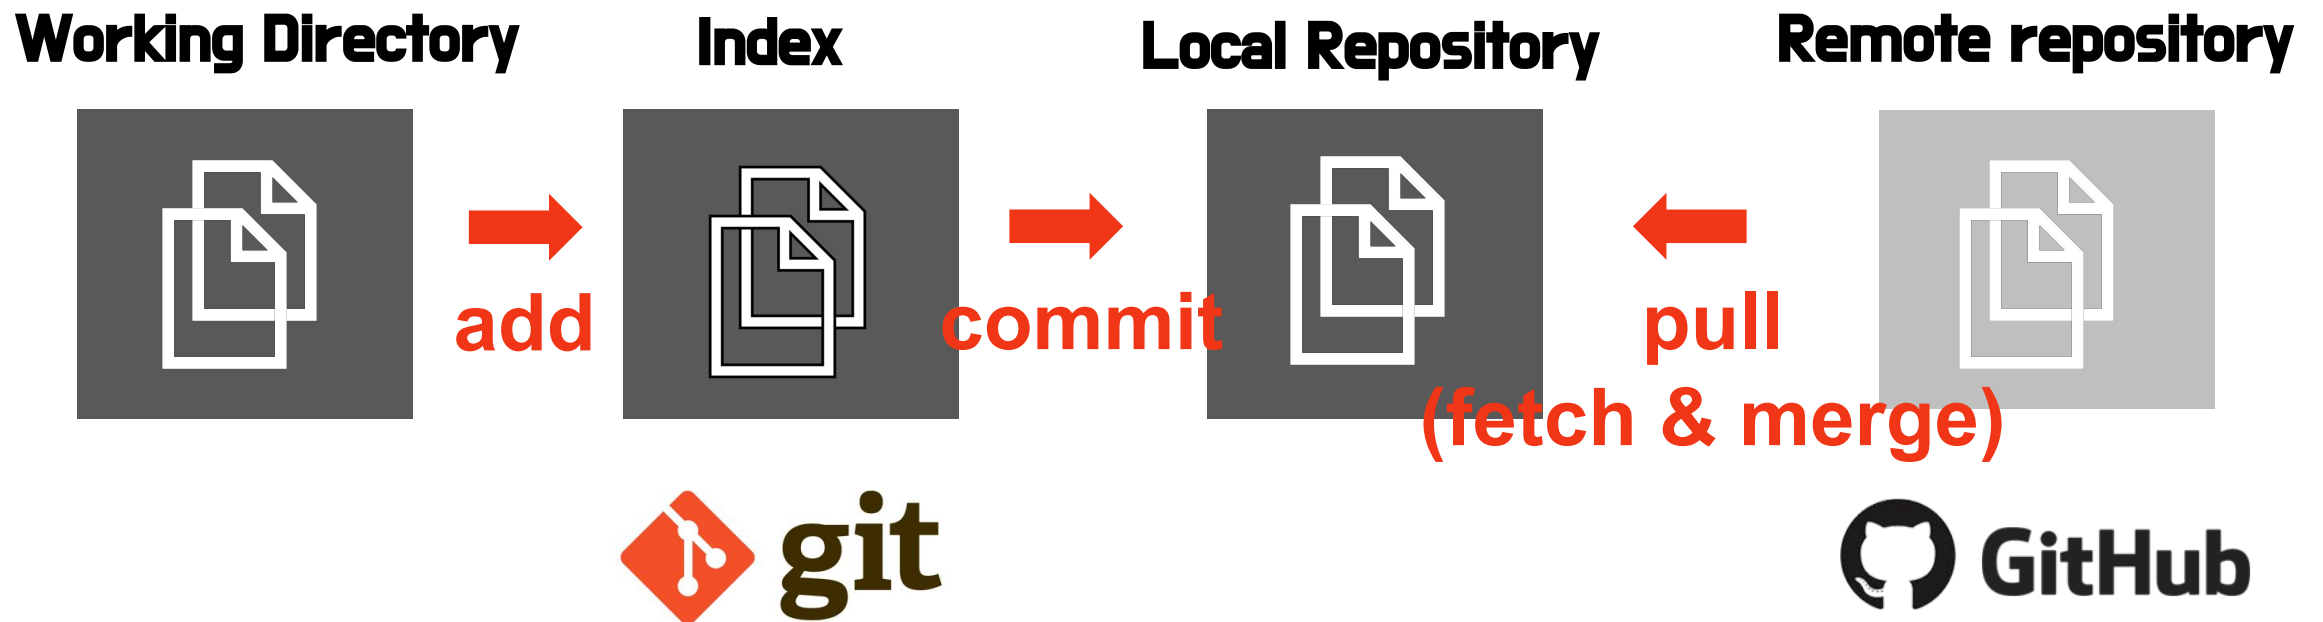 Working Directory
Index
Local Repository
Remote repository
add
commit
pull
(fetch & merge)
git
GitHub